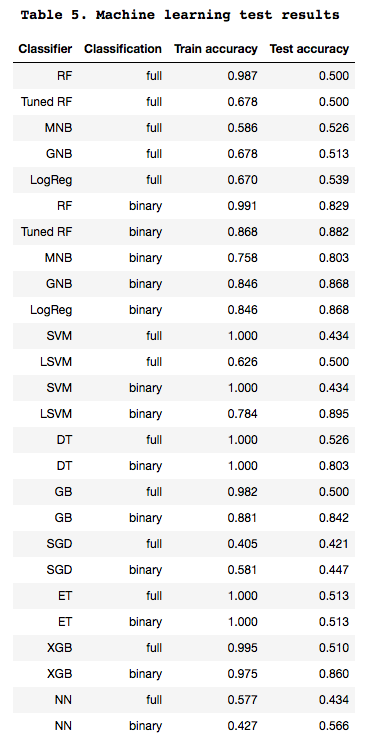 Table 5. Machine learning test results
Classifier Classification Train accuracy Test accuracy
RF full 0.987 0.500
Tuned RF full 0.678 0.500
MNB full 0.586 0.526
GNB full 0.678 0.513
LogReg full 0.670 0.539
RF binary 0.991 0.829
Tuned RF binary 0.868 0.882
MNB binary 0.758 0.803
GNB binary 0.846 0.868
LogReg binary 0.846 0.868
SVM full 1.000 0.434
LSVM full 0.626 0.500
SVM binary 1.000 0.434
LSVM binary 0.784 0.895
DT full 1.000 0.526
DT binary 1.000 0.803
GB full 0.982 0.500
GB binary 0.881 0.842
SGD full 0.405 0.421
SGD binary 0.581 0.447
ET full 1.000 0.513
ET binary 1.000 0.513
XGB full 0.995 0.510
XGB binary 0.975 0.860
NN full 0.577 0.434
NN binary 0.427 0.566